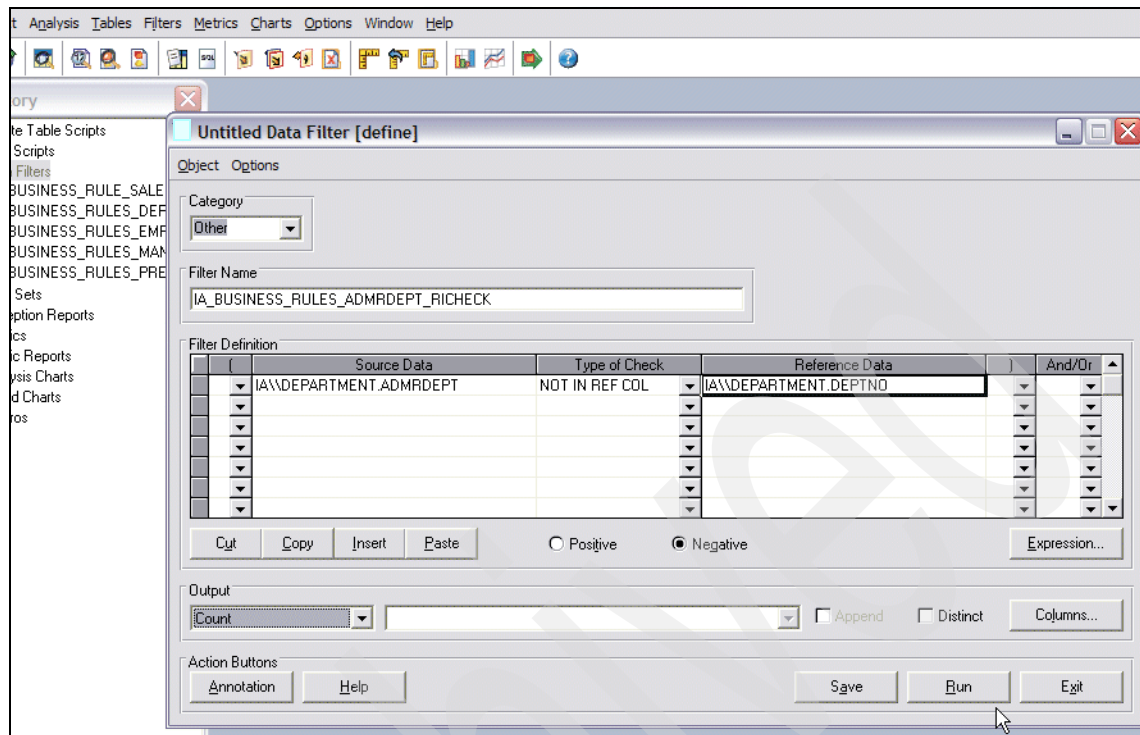 t Analysis Tables Filters Metrics Charts Options Window Help
SQL
ory
te Table Scripts
Scripts
Filters
BUSINESS_RULE_SALE
BUSINESS_RULES_DEP
BUSINESS_RULES_EMP
BUSINESS_RULES_MAN
BUSINESS_RULES_PRE
Sets
eption Reports
ics
ic Reports
ysis Charts
d Charts
ros
Untitled Data Filter [define]
Object Options
Category
Other
Filter Name
IA_BUSINESS_RULES_ADMRDEPT_RICHECK
Filter Definition
( Source Data Type of Check Reference Data ) And/Or
IA\\DEPARTMENT.ADMRDEPT NOT IN REF COL IA\\DEPARTMENT.DEPTNO
Cut Copy Insert Paste Positive Negative Expression...
Output
Count Append Distinct Columns...
Action Buttons
Annotation Help Save Run Exit